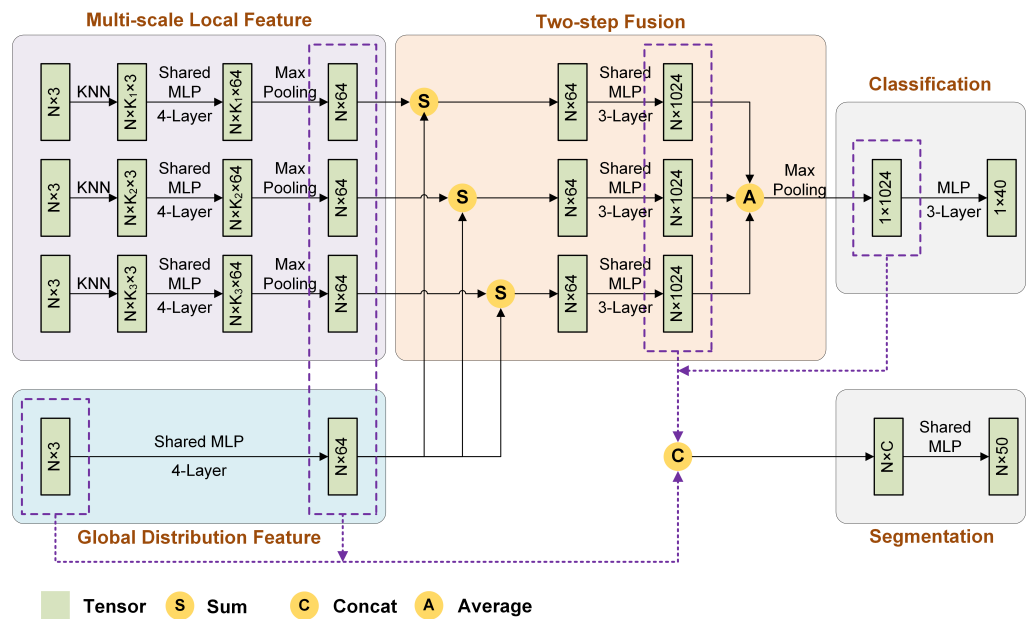 Multi-scale Local Feature
N×3
KNN
N×K₁×3
Shared
MLP
4-Layer
N×K₁×64
Max
Pooling
N×64
N×3
KNN
N×K₂×3
Shared
MLP
4-Layer
N×K₂×64
Max
Pooling
N×64
N×3
KNN
N×K₃×3
Shared
MLP
4-Layer
N×K₃×64
Max
Pooling
N×64
Two-step Fusion
S
N×64
Shared
MLP
3-Layer
N×1024
S
N×64
Shared
MLP
3-Layer
N×1024
S
N×64
Shared
MLP
3-Layer
N×1024
A
Max
Pooling
Classification
1×1024
MLP
3-Layer
1×40
N×3
Shared MLP
4-Layer
N×64
Global Distribution Feature
C
N×C
Shared
MLP
N×50
Segmentation
Tensor
S
Sum
C
Concat
A
Average